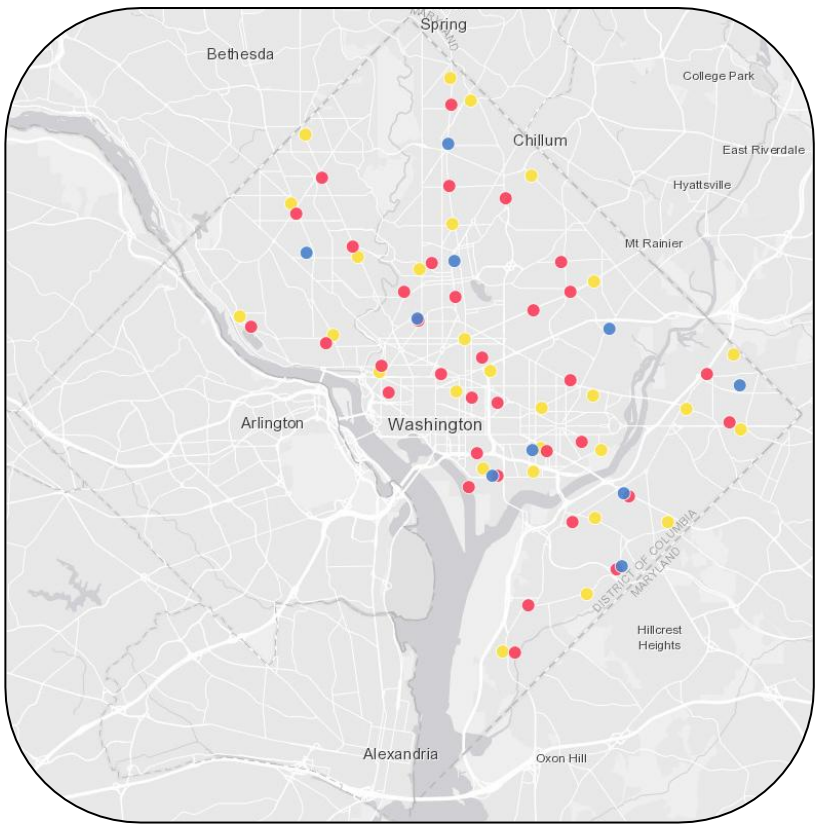 Spring
MARYLAND
Bethesda
College Park
Chillum
East Riverdale
Hyattsville
Mt Rainier
Arlington
Washington
DISTRICT OF COLUMBIA
MARYLAND
Hillcrest
Heights
Alexandria
Oxon Hill